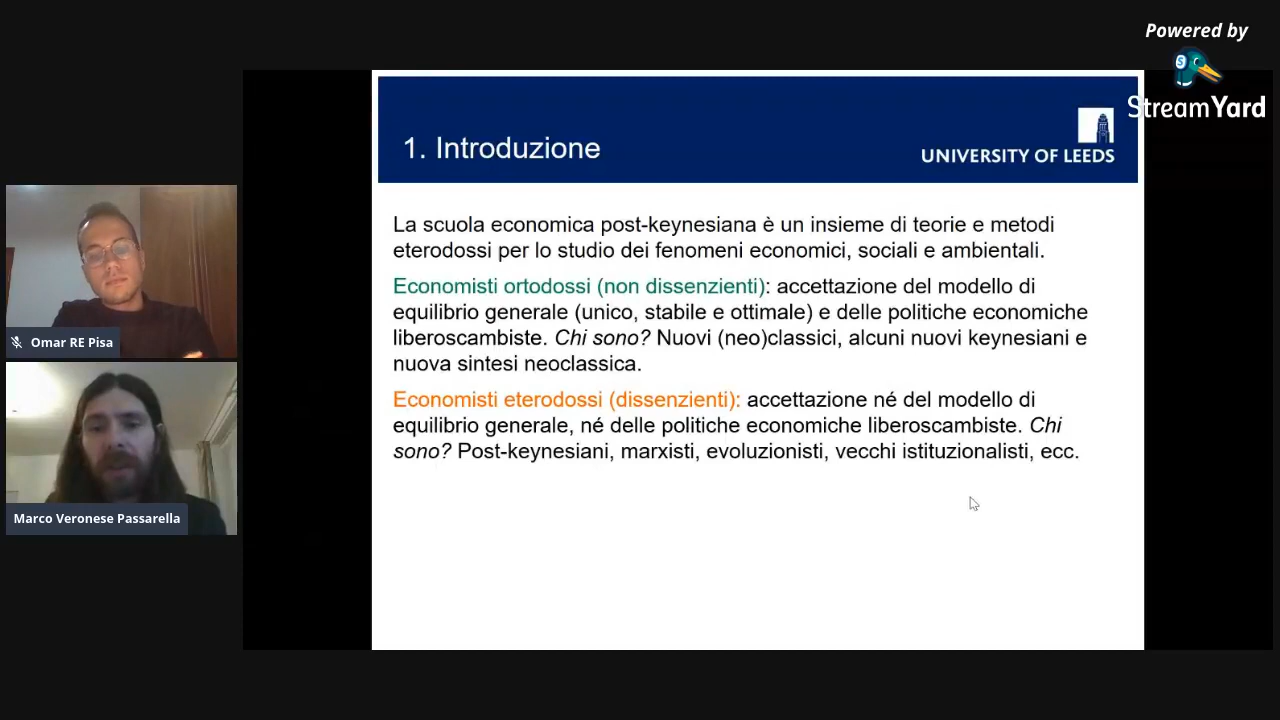 Powered by
StreamYard
1. Introduzione
UNIVERSITY OF LEEDS
La scuola economica post-keynesiana è un insieme di teorie e metodi
eterodossi per lo studio dei fenomeni economici, sociali e ambientali.
Economisti ortodossi (non dissenzienti): accettazione del modello di
equilibrio generale (unico, stabile e ottimale) e delle politiche economiche
liberoscambiste. Chi sono? Nuovi (neo)classici, alcuni nuovi keynesiani e
nuova sintesi neoclassica.
Economisti eterodossi (dissenzienti): accettazione né del modello di
equilibrio generale, né delle politiche economiche liberoscambiste. Chi
sono? Post-keynesiani, marxisti, evoluzionisti, vecchi istituzionalisti, ecc.
Omar RE Pisa
Marco Veronese Passarella